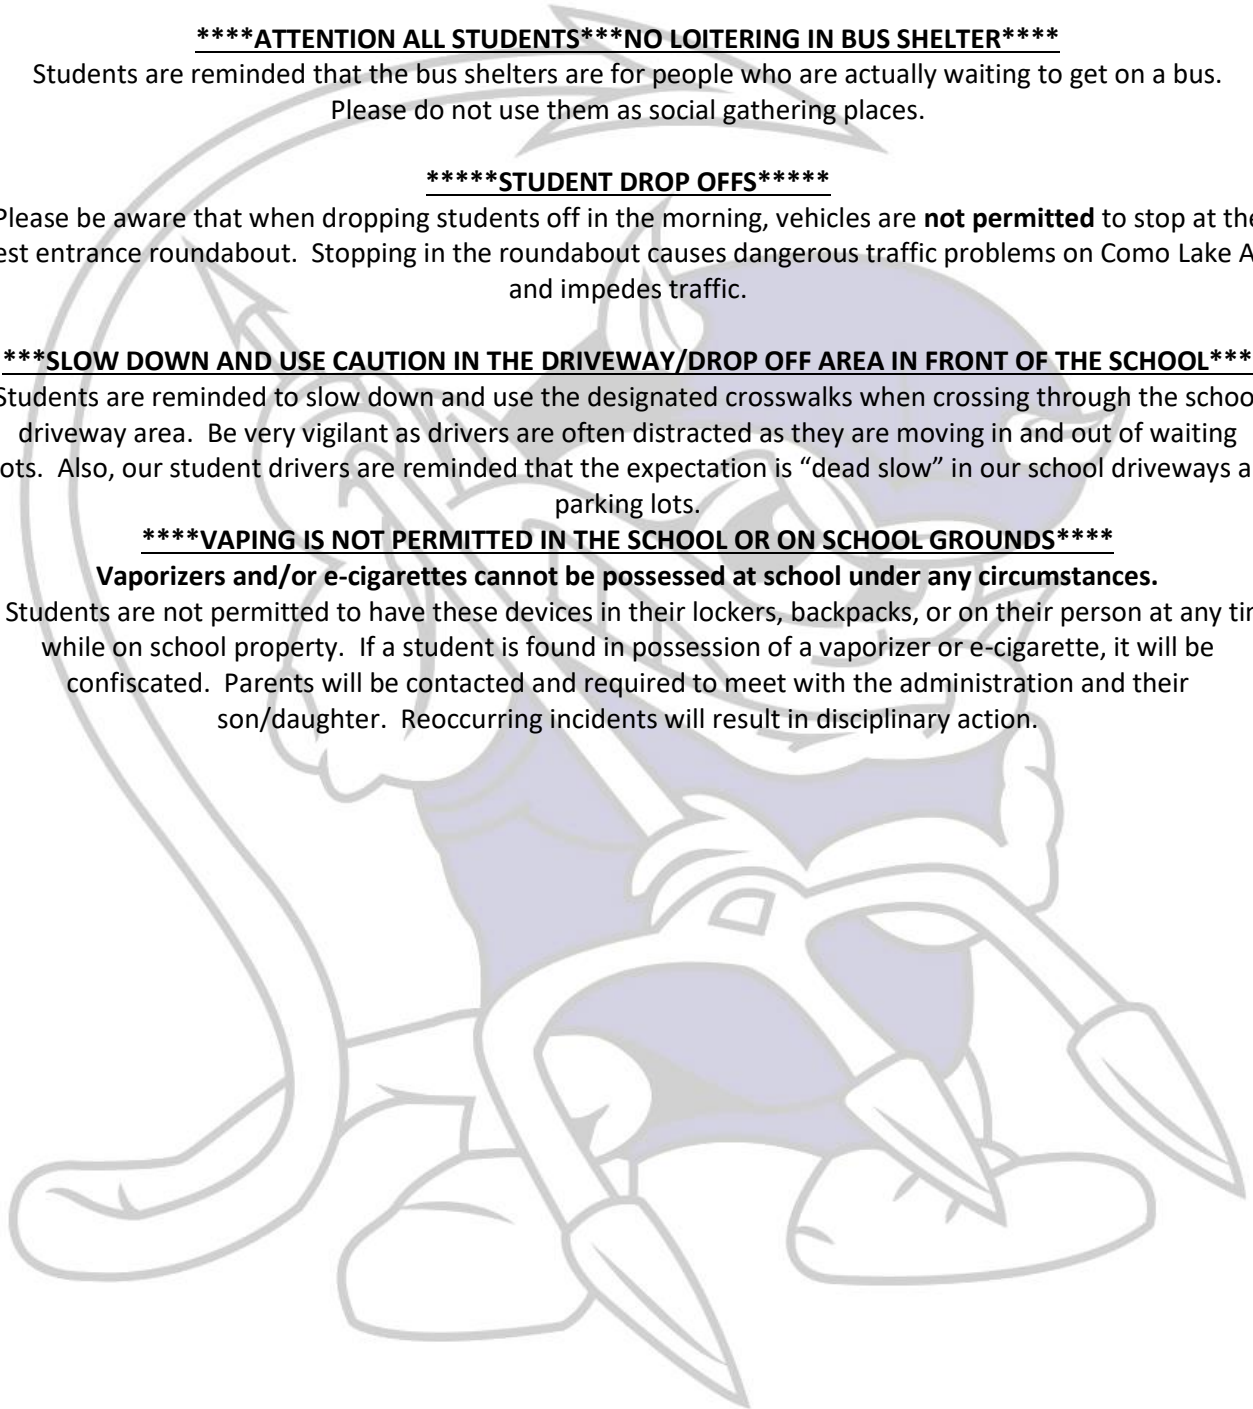 ****ATTENTION ALL STUDENTS***NO LOITERING IN BUS SHELTER****
Students are reminded that the bus shelters are for people who are actually waiting to get on a bus.
Please do not use them as social gathering places.
*****STUDENT DROP OFFS*****
Please be aware that when dropping students off in the morning, vehicles are not permitted to stop at the
est entrance roundabout.  Stopping in the roundabout causes dangerous traffic problems on Como Lake A
and impedes traffic.
***SLOW DOWN AND USE CAUTION IN THE DRIVEWAY/DROP OFF AREA IN FRONT OF THE SCHOOL***
Students are reminded to slow down and use the designated crosswalks when crossing through the school
driveway area.  Be very vigilant as drivers are often distracted as they are moving in and out of waiting
ots.  Also, our student drivers are reminded that the expectation is “dead slow” in our school driveways a
parking lots.
****VAPING IS NOT PERMITTED IN THE SCHOOL OR ON SCHOOL GROUNDS****
Vaporizers and/or e-cigarettes cannot be possessed at school under any circumstances.
Students are not permitted to have these devices in their lockers, backpacks, or on their person at any tim
while on school property.  If a student is found in possession of a vaporizer or e-cigarette, it will be
confiscated.  Parents will be contacted and required to meet with the administration and their
son/daughter.  Reoccurring incidents will result in disciplinary action.